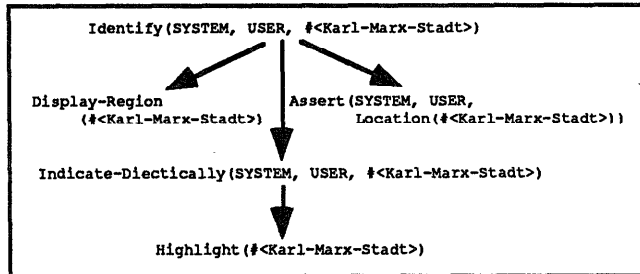 Identify(SYSTEM, USER, #<Karl-Marx-Stadt>)
Display-Region
(#<Karl-Marx-Stadt>)
Assert(SYSTEM, USER,
Location(#<Karl-Marx-Stadt>))
Indicate-Diectically(SYSTEM, USER, #<Karl-Marx-Stadt>)
Highlight(#<Karl-Marx-Stadt>)